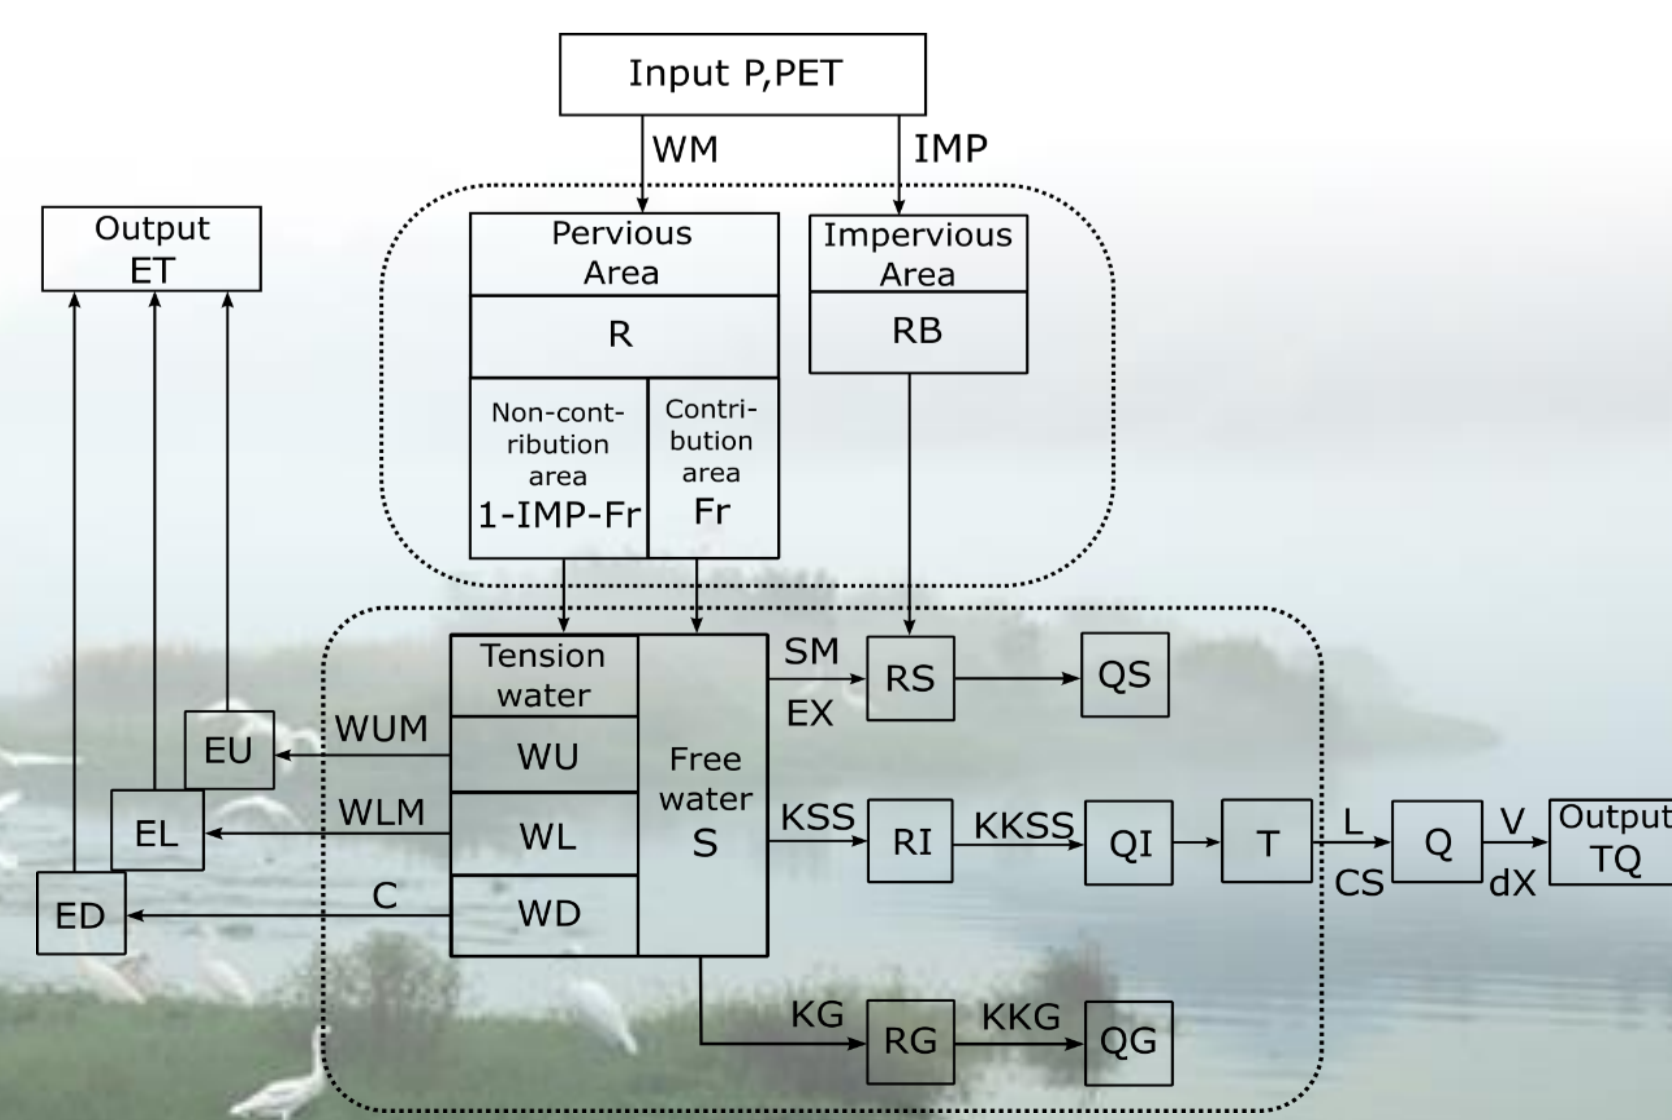 Input P,PET
WM
IMP
Output
ET
Pervious
Area
R
Non-cont-
ribution
area
1-IMP-Fr
Contri-
bution
area
Fr
Impervious
Area
RB
Tension
water
WU
WL
WD
Free
water
S
WUM
EU
WLM
EL
C
ED
SM
EX
RS
QS
KSS
RI
KKSS
QI
T
L
CS
Q
V
dX
Output
TQ
KG
RG
KKG
QG